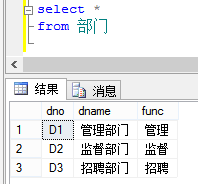 select *
from 部门
结果 消息
dno dname func
1 D1 管理部门 管理
2 D2 监督部门 监督
3 D3 招聘部门 招聘